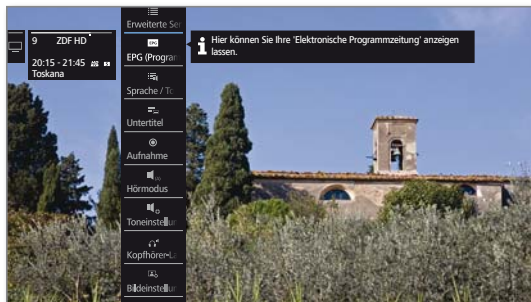 9 ZDF HD
20:15 - 21:45
Toskana
Erweiterte Ser
EPG
EPG (Program
Sprache / To
Untertitel
Aufnahme
Hörmodus
Toneinstellun
Kopfhörer-La
Bildeinstellun
Hier können Sie Ihre 'Elektronische Programmzeitung' anzeigen
lassen.